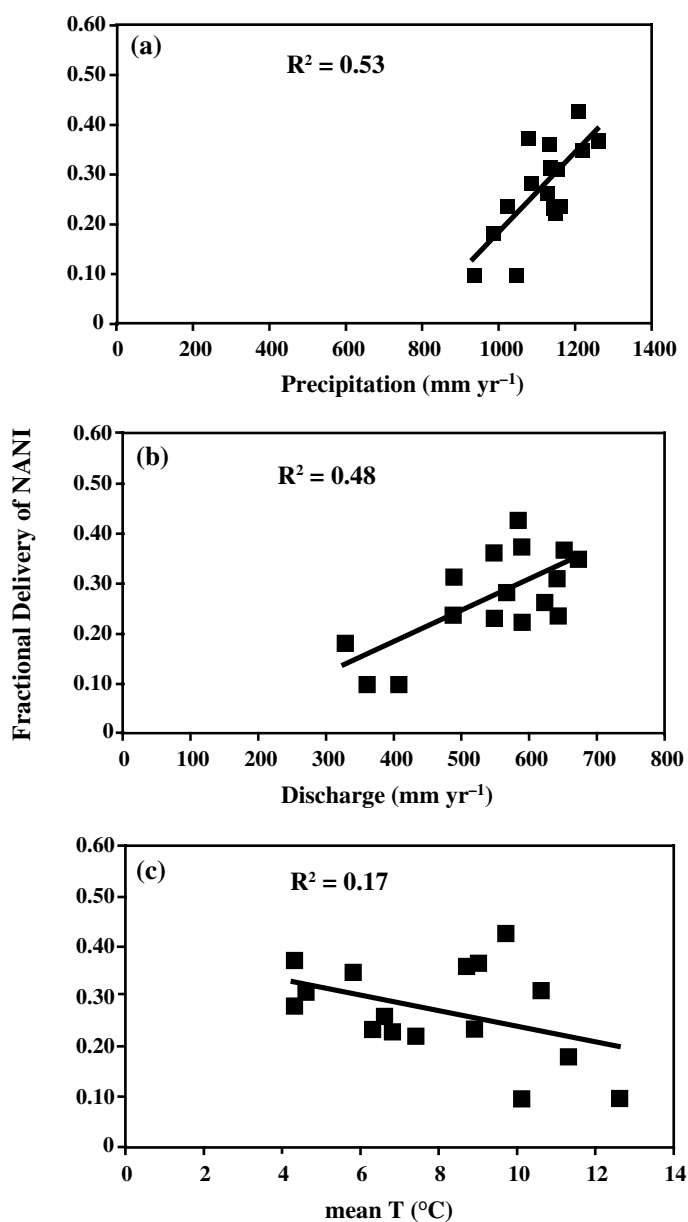 (a)
R² = 0.53
0.60
0.50
0.40
0.30
0.20
0.10
0
0 200 400 600 800 1000 1200 1400
Precipitation (mm yr⁻¹)
Fractional Delivery of NANI
(b)
R² = 0.48
0.60
0.50
0.40
0.30
0.20
0.10
0
0 100 200 300 400 500 600 700 800
Discharge (mm yr⁻¹)
(c)
R² = 0.17
0.60
0.50
0.40
0.30
0.20
0.10
0
0 2 4 6 8 10 12 14
mean T (°C)